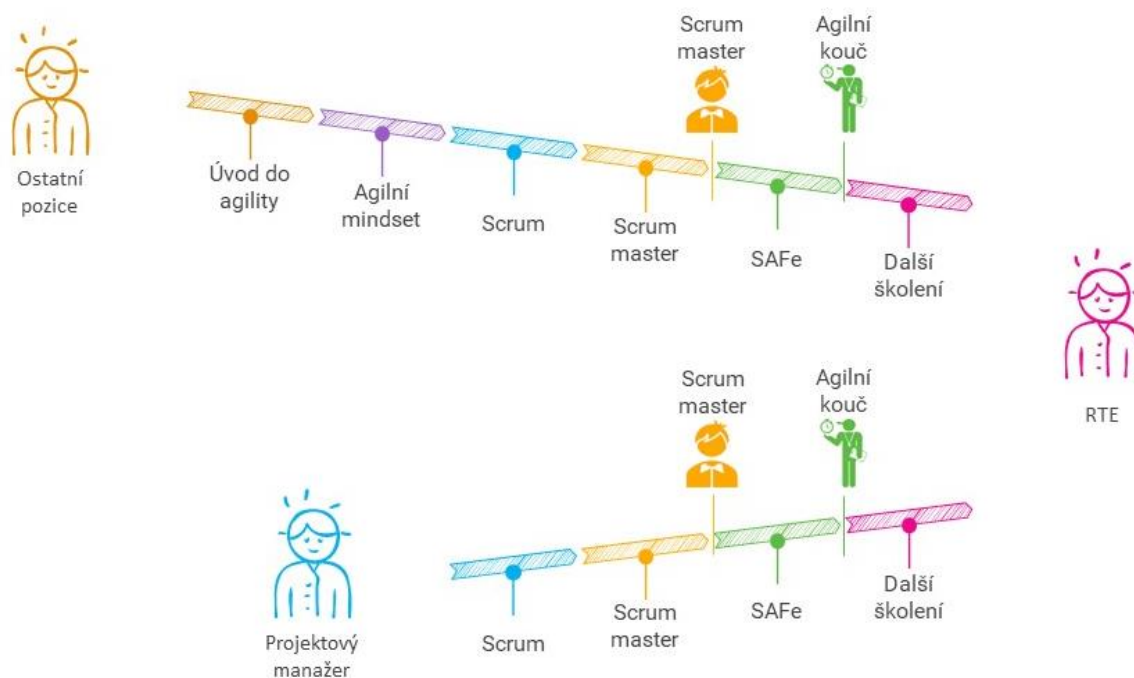 Scrum
master
Agilní
kouč
Ostatní
pozice
Úvod do
agility
Agilní
mindset
Scrum
Scrum
master
SAFe
Další
školení
RTE
Scrum
master
Agilní
kouč
Projektový
manažer
Scrum
Scrum
master
SAFe
Další
školení